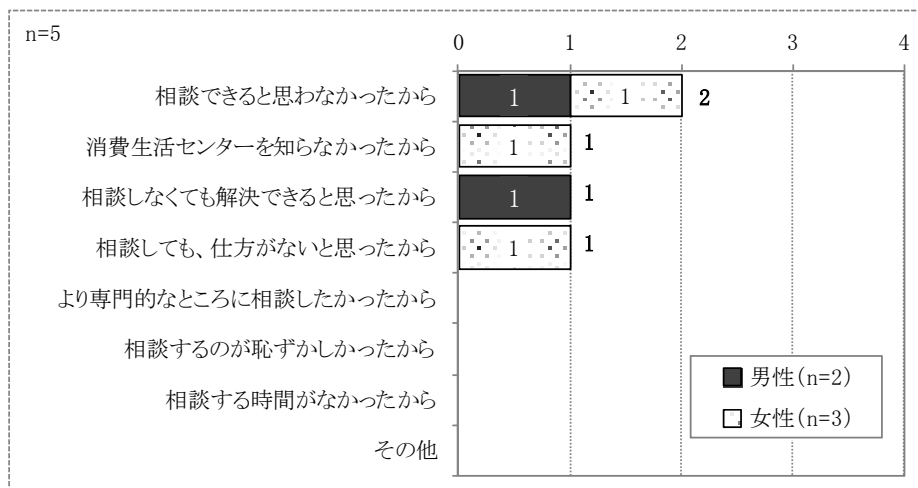 n=5
0 1 2 3 4
相談できると思わなかったから 1 1 2
消費生活センターを知らなかったから 1 1
相談しなくても解決できると思ったから 1 1
相談しても、仕方がないと思ったから 1 1
より専門的なところに相談したかったから
相談するのが恥ずかしかったから
相談する時間がなかったから
その他
男性(n=2)
女性(n=3)